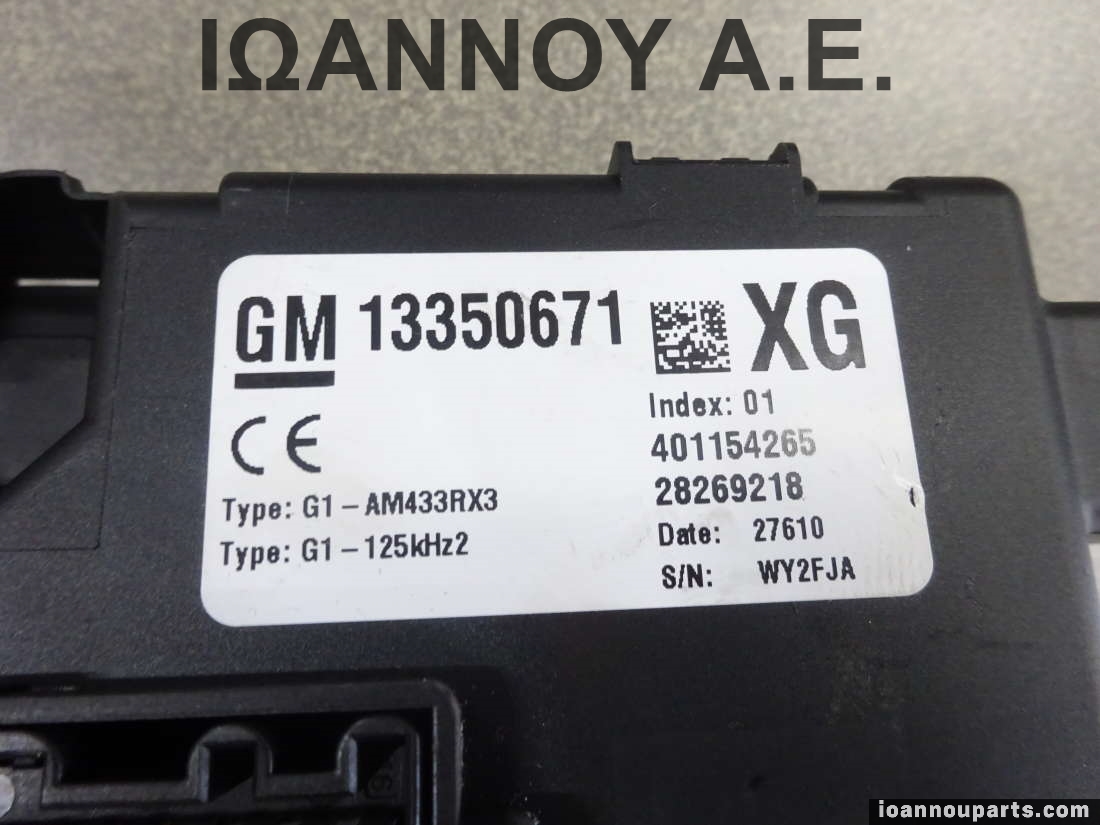 ΙΩΑΝΝΟΥ Α.Ε.
GM 13350671 XG
Index: 01
401154265
28269218
Date: 27610
S/N: WY2FJA
CE
Type: G1-AM433RX3
Type: G1-125kHz2
ioannouparts.com